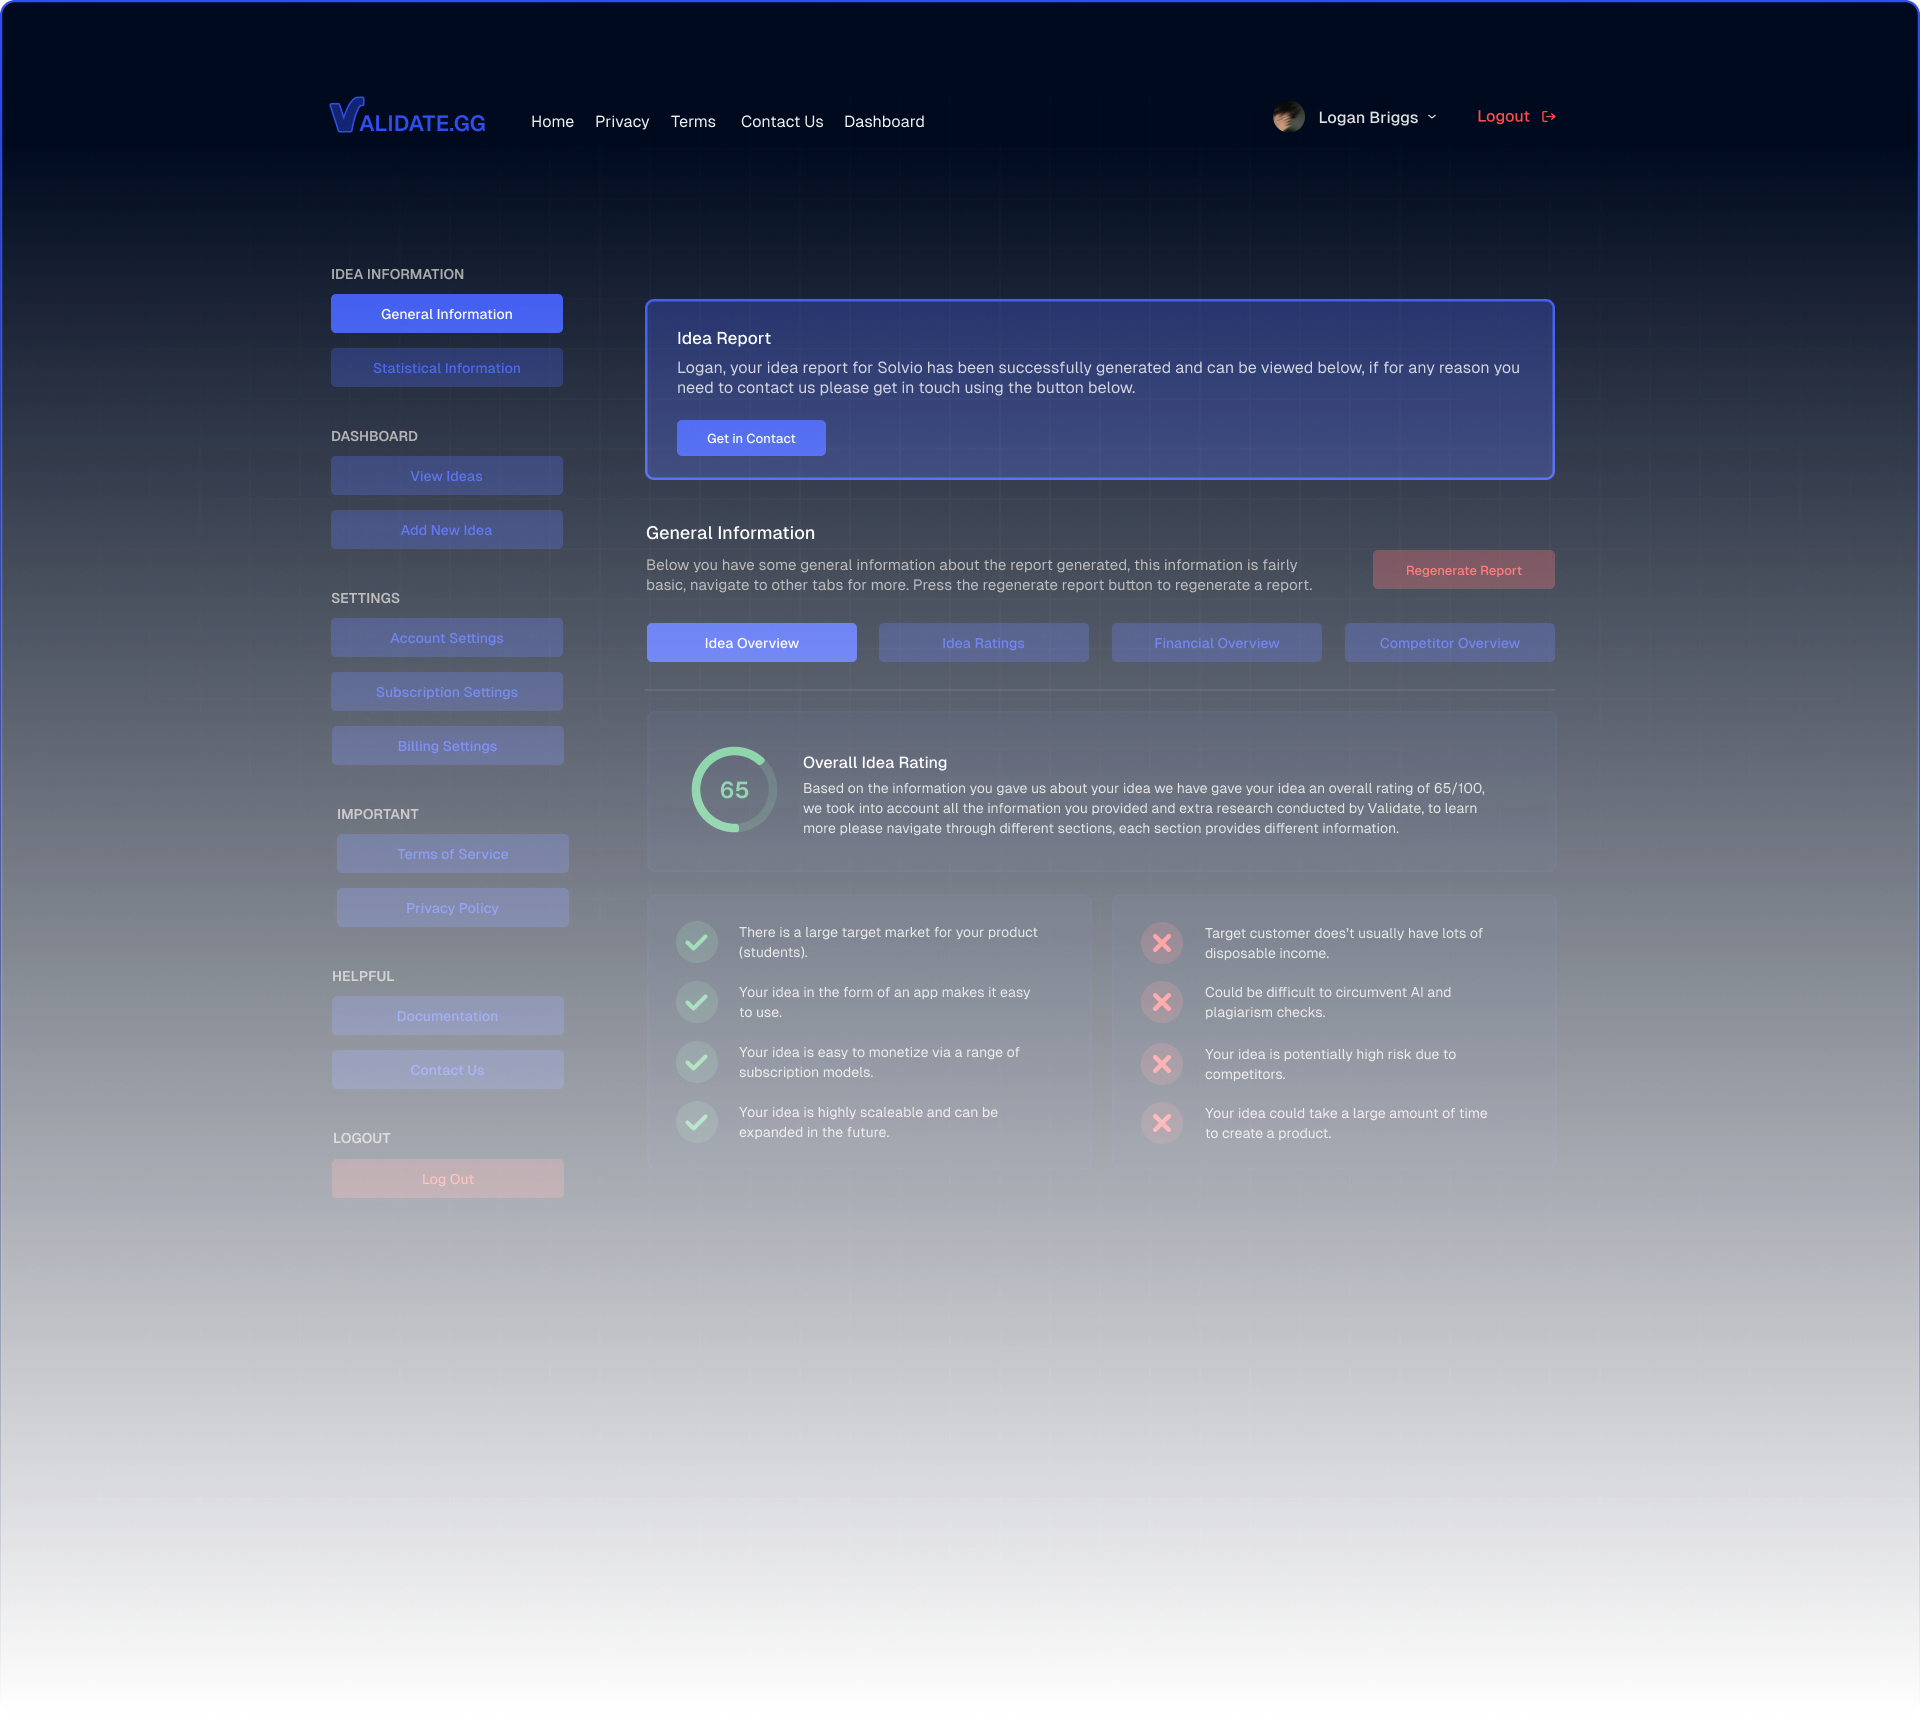 VALIDATE.GG
Home Privacy Terms Contact Us Dashboard
Logan Briggs
Logout
IDEA INFORMATION
General Information
Statistical Information
DASHBOARD
View Ideas
Add New Idea
SETTINGS
Account Settings
Subscription Settings
Billing Settings
IMPORTANT
Terms of Service
Privacy Policy
HELPFUL
Documentation
Contact Us
LOGOUT
Log Out
Idea Report
Logan, your idea report for Solvio has been successfully generated and can be viewed below, if for any reason you
need to contact us please get in touch using the button below.
Get in Contact
General Information
Below you have some general information about the report generated, this information is fairly
basic, navigate to other tabs for more. Press the regenerate report button to regenerate a report.
Regenerate Report
Idea Overview
Idea Ratings
Financial Overview
Competitor Overview
65
Overall Idea Rating
Based on the information you gave us about your idea we have gave your idea an overall rating of 65/100,
we took into account all the information you provided and extra research conducted by Validate, to learn
more please navigate through different sections, each section provides different information.
There is a large target market for your product
(students).
Your idea in the form of an app makes it easy
to use.
Your idea is easy to monetize via a range of
subscription models.
Your idea is highly scaleable and can be
expanded in the future.
Target customer does't usually have lots of
disposable income.
Could be difficult to circumvent AI and
plagiarism checks.
Your idea is potentially high risk due to
competitors.
Your idea could take a large amount of time
to create a product.